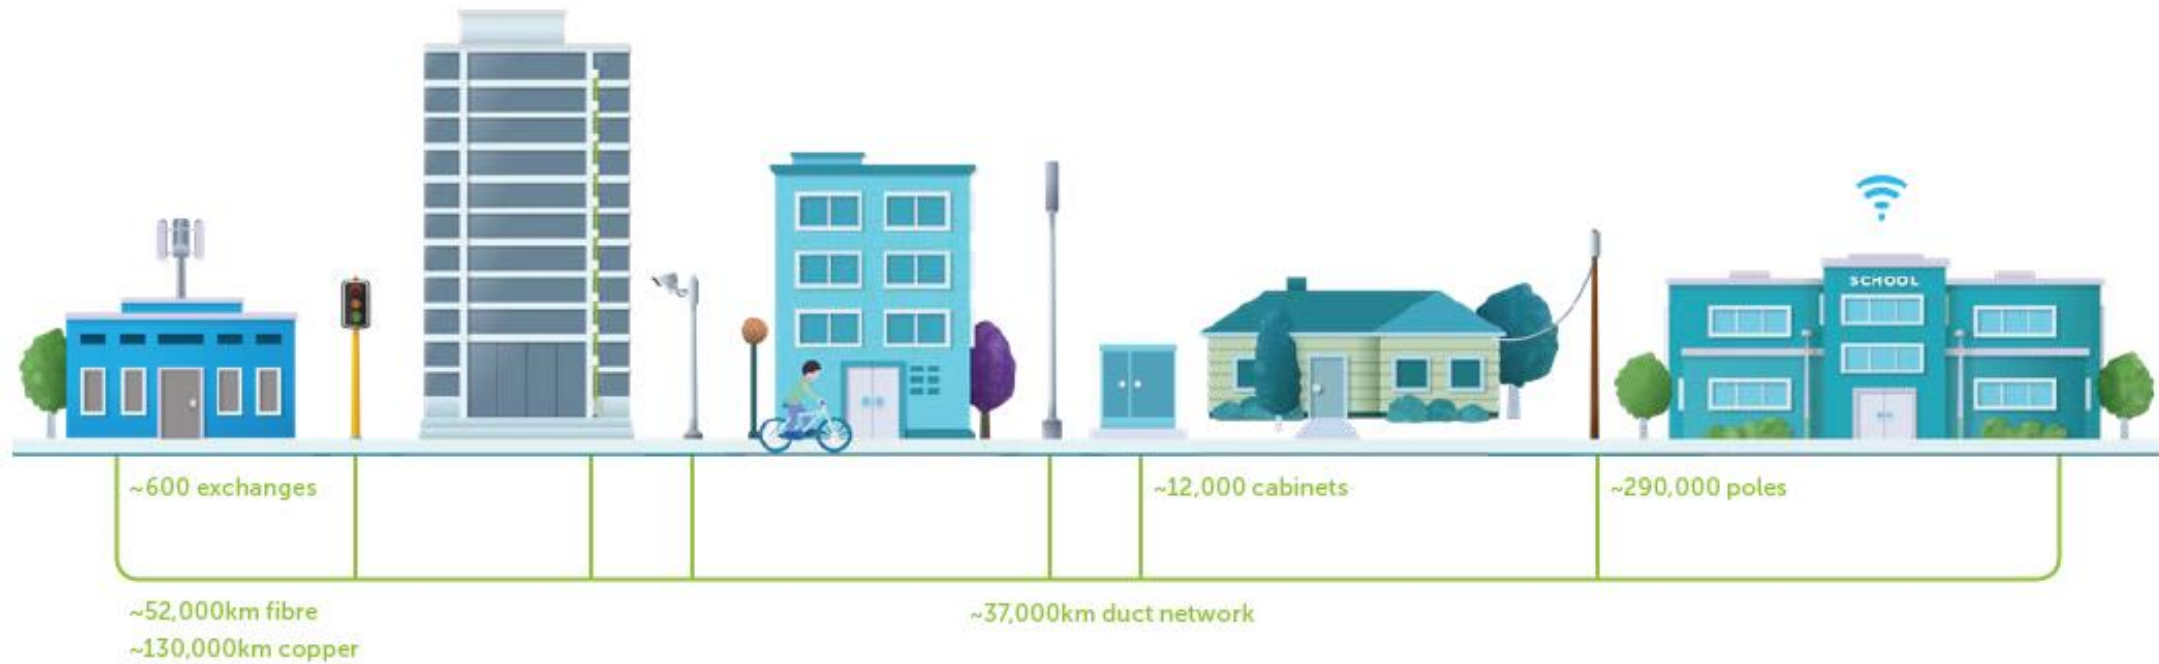 SCHOOL
~600 exchanges
~12,000 cabinets
~290,000 poles
~52,000km fibre
~37,000km duct network
~130,000km copper